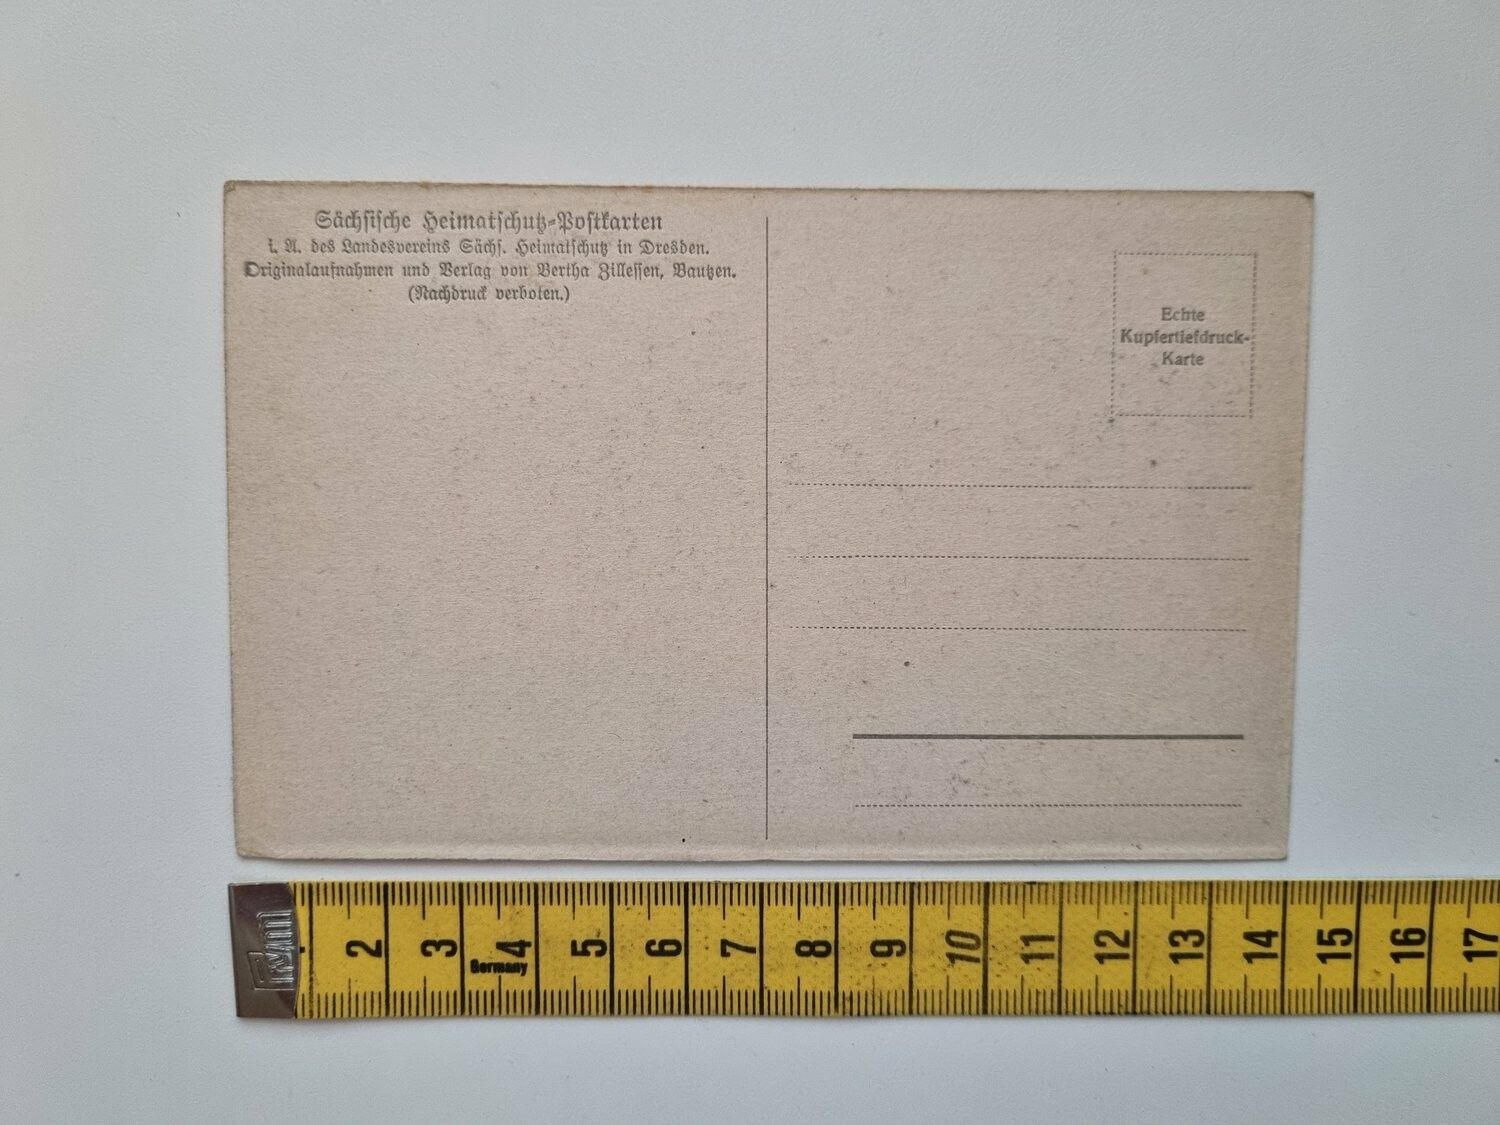 Sächsische Heimatschutz-Postkarten
i. A. des Landesvereins Sächs. Heimatschutz in Dresden.
Originalaufnahmen und Verlag von Bertha Zillessen, Bautzen.
(Nachdruck verboten.)
Echte
Kupfertiefdruck-
Karte
2 3 4 5 6 7 8 9 10 11 12 13 14 15 16 17
Germany